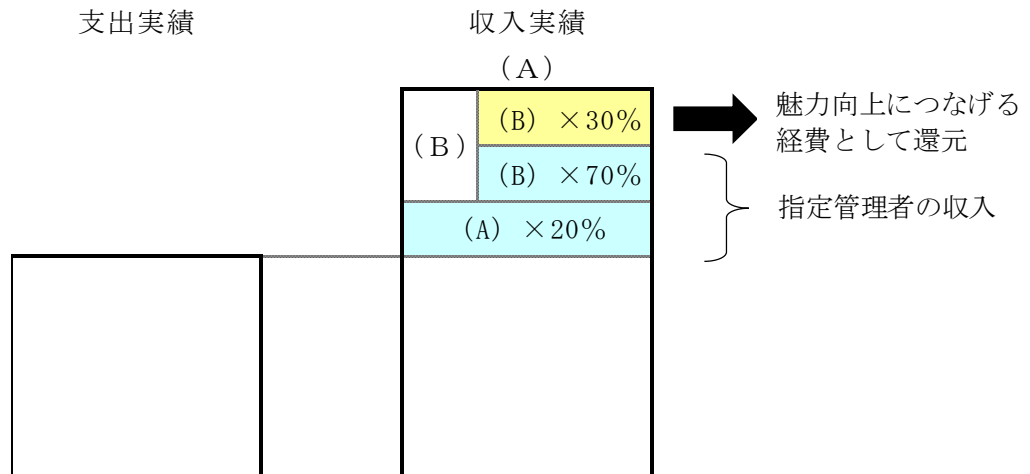 支出実績
収入実績
（Ａ）
（Ｂ）
（B）×30％
（B）×70％
（A）×20％
魅力向上につなげる
経費として還元
指定管理者の収入